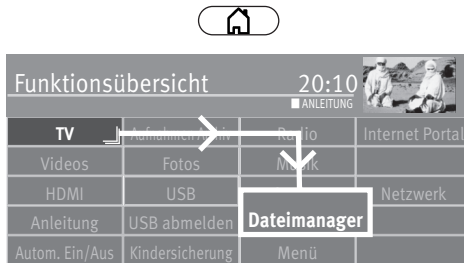 Funktionsübersicht 20:10
ANLEITUNG
TV Aufnahmen Archiv Radio Internet Portal
Videos Fotos Musik
HDMI USB Netzwerk
Anleitung USB abmelden Dateimanager
Autom. Ein/Aus Kindersicherung Menü